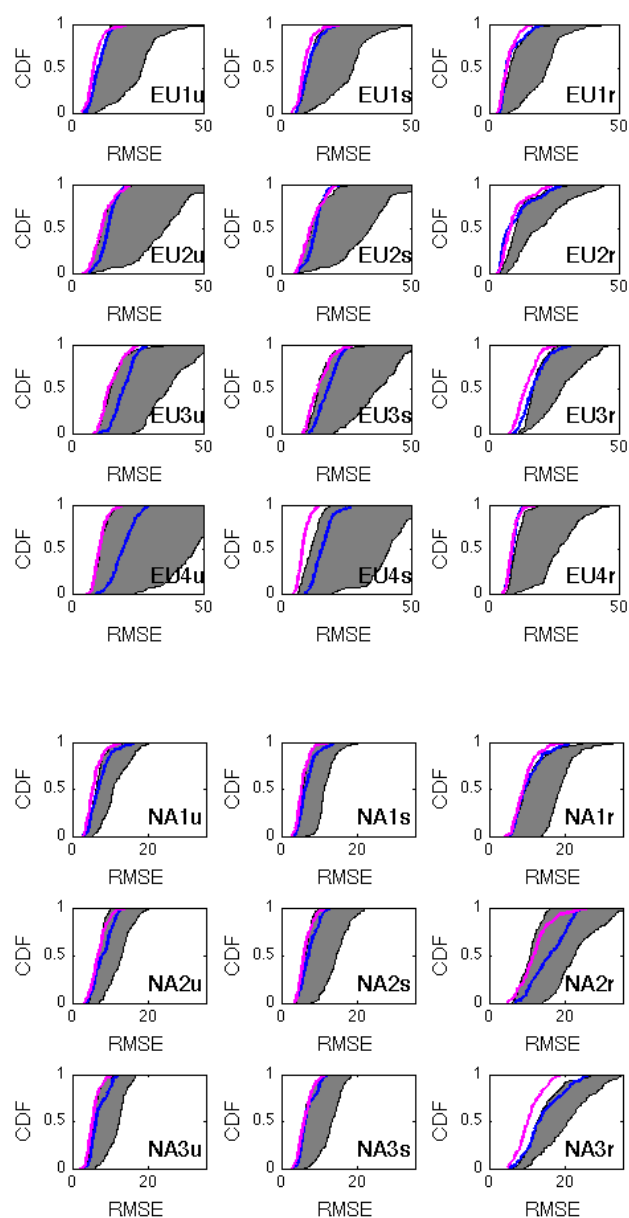 1 1 1
CDF 0.5 CDF 0.5 CDF 0.5
EU1u EU1s EU1r
0 0 0
0 50 0 50 0 50
RMSE RMSE RMSE
1 1 1
CDF 0.5 CDF 0.5 CDF 0.5
EU2u EU2s EU2r
0 0 0
0 50 0 50 0 50
RMSE RMSE RMSE
1 1 1
CDF 0.5 CDF 0.5 CDF 0.5
EU3u EU3s EU3r
0 0 0
0 50 0 50 0 50
RMSE RMSE RMSE
1 1 1
CDF 0.5 CDF 0.5 CDF 0.5
EU4u EU4s EU4r
0 0 0
0 50 0 50 0 50
RMSE RMSE RMSE
1 1 1
CDF 0.5 CDF 0.5 CDF 0.5
NA1u NA1s NA1r
0 0 0
0 20 0 20 0 20
RMSE RMSE RMSE
1 1 1
CDF 0.5 CDF 0.5 CDF 0.5
NA2u NA2s NA2r
0 0 0
0 20 0 20 0 20
RMSE RMSE RMSE
1 1 1
CDF 0.5 CDF 0.5 CDF 0.5
NA3u NA3s NA3r
0 0 0
0 20 0 20 0 20
RMSE RMSE RMSE